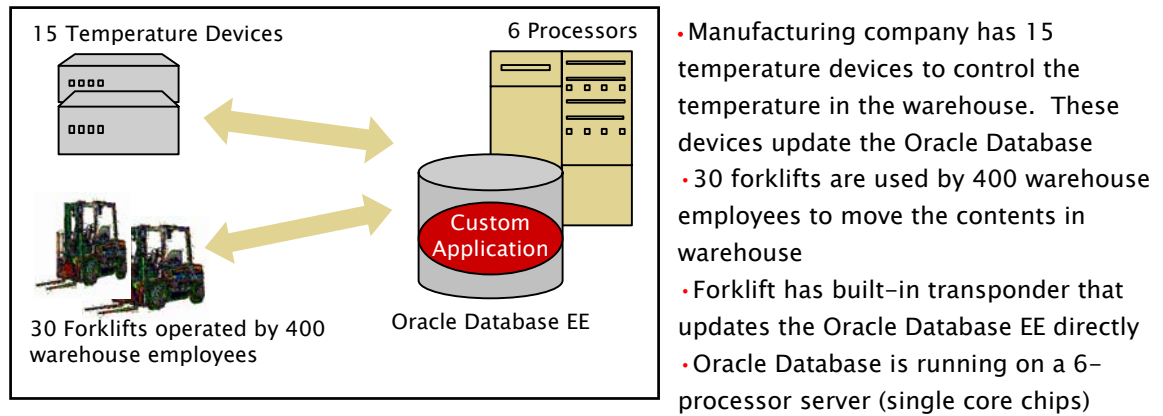 15 Temperature Devices
6 Processors
Custom
Application
30 Forklifts operated by 400
warehouse employees
Oracle Database EE
•Manufacturing company has 15
temperature devices to control the
temperature in the warehouse.  These
devices update the Oracle Database
•30 forklifts are used by 400 warehouse
employees to move the contents in
warehouse
•Forklift has built-in transponder that
updates the Oracle Database EE directly
•Oracle Database is running on a 6-
processor server (single core chips)